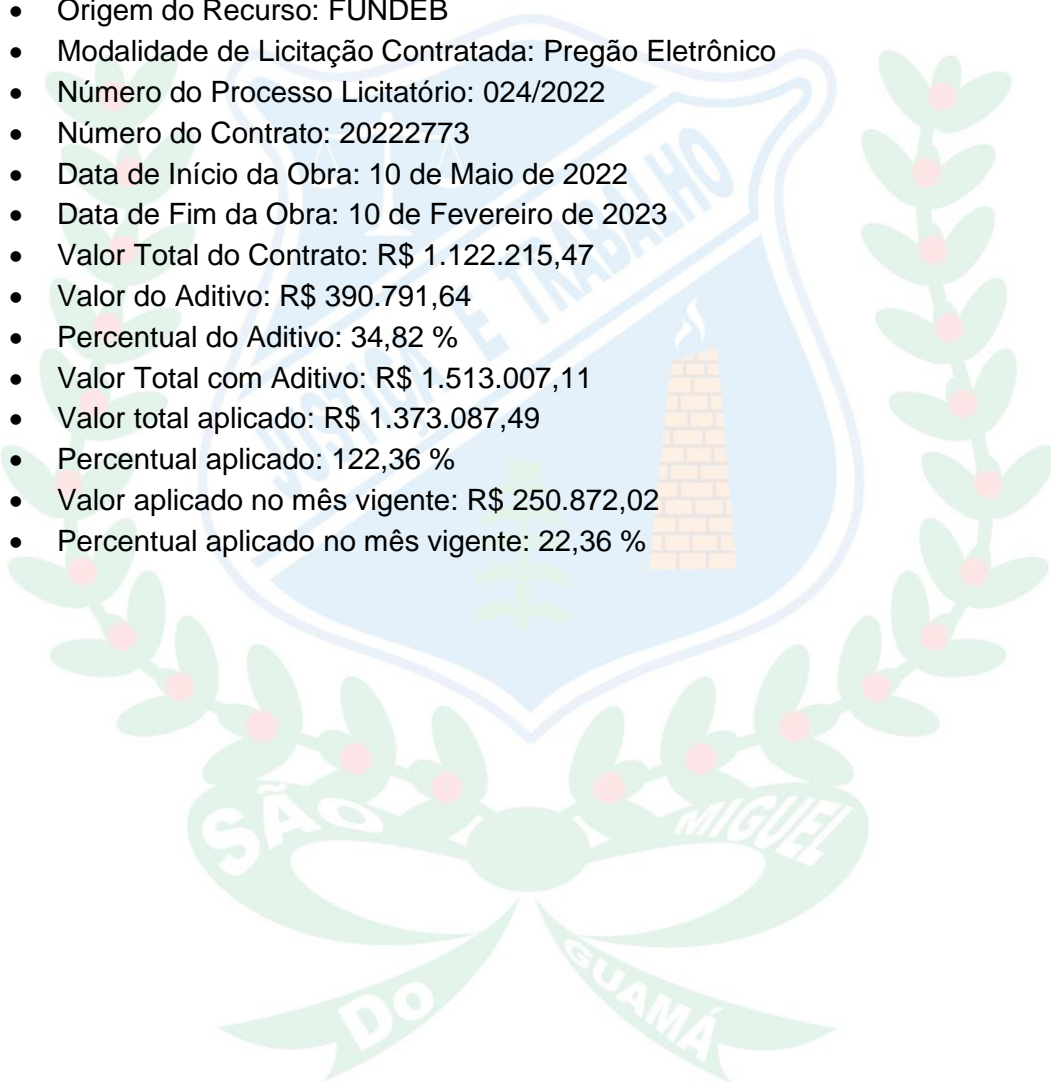 • Origem do Recurso: FUNDEB
• Modalidade de Licitação Contratada: Pregão Eletrônico
• Número do Processo Licitatório: 024/2022
• Número do Contrato: 20222773
• Data de Início da Obra: 10 de Maio de 2022
• Data de Fim da Obra: 10 de Fevereiro de 2023
• Valor Total do Contrato: R$ 1.122.215,47
• Valor do Aditivo: R$ 390.791,64
• Percentual do Aditivo: 34,82 %
• Valor Total com Aditivo: R$ 1.513.007,11
• Valor total aplicado: R$ 1.373.087,49
• Percentual aplicado: 122,36 %
• Valor aplicado no mês vigente: R$ 250.872,02
• Percentual aplicado no mês vigente: 22,36 %
JUSTIÇA E TRABALHO
SÃO MIGUEL
DO GUAMÁ